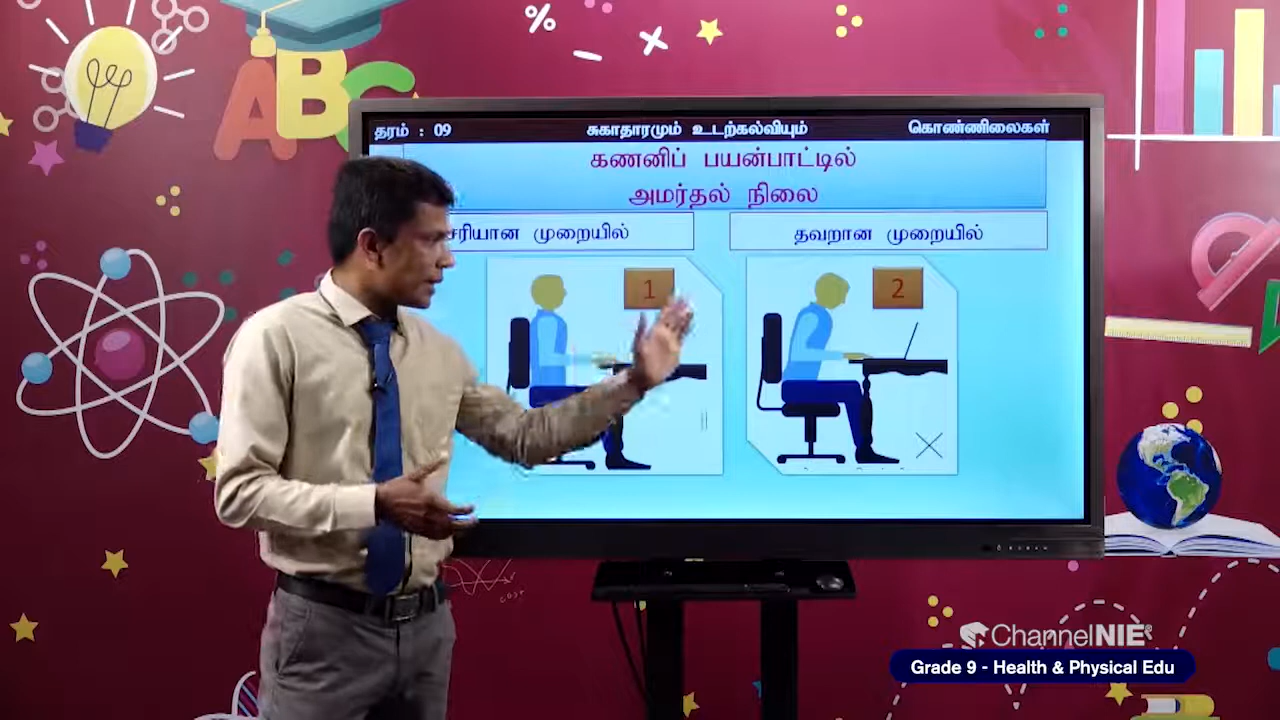 %
ABC
தரம் : 09 சுகாதாரமும் உடற்கல்வியும் கொண்ணிலைகள்
கணனிப் பயன்பாட்டில்
அமர்தல் நிலை
சரியான முறையில் தவறான முறையில்
1 2
ChannelNIE
Grade 9 - Health & Physical Edu